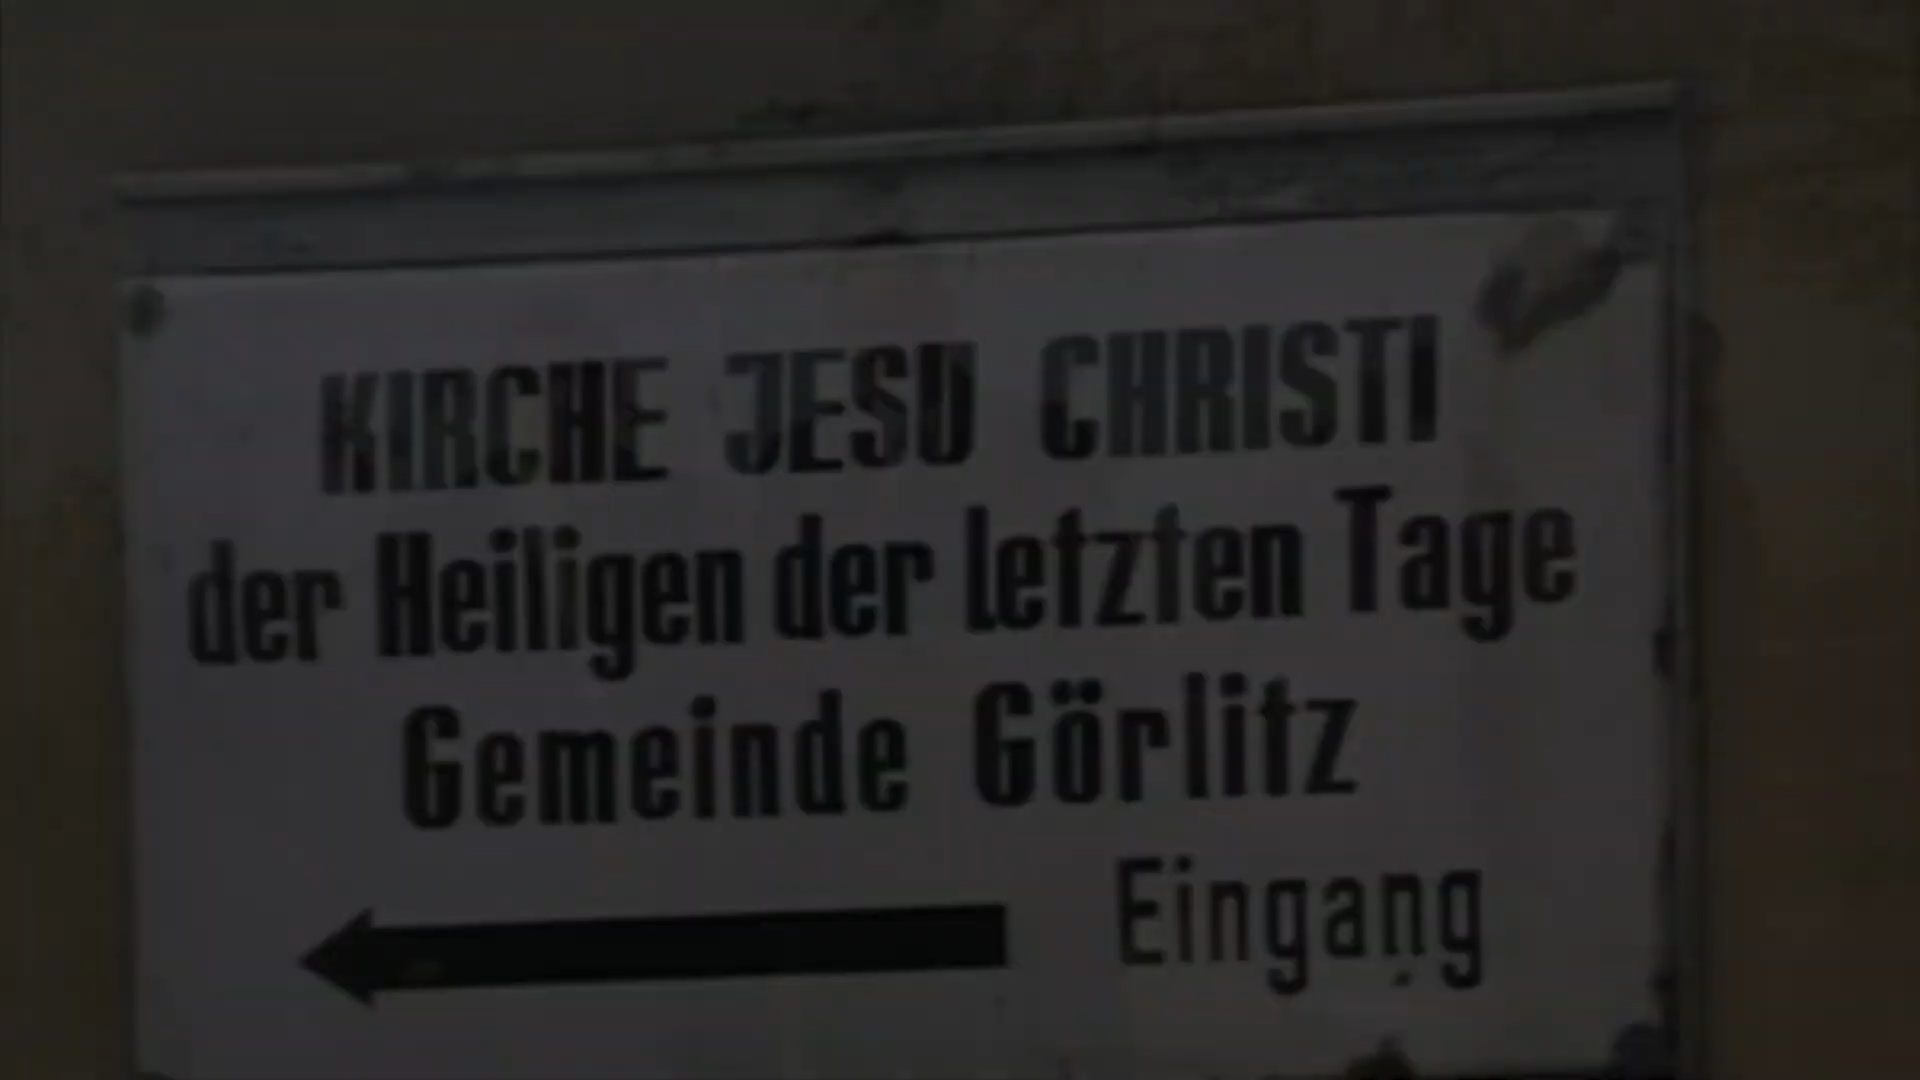 KIRCHE JESU CHRISTI
der Heiligen der letzten Tage
Gemeinde Görlitz
Eingang